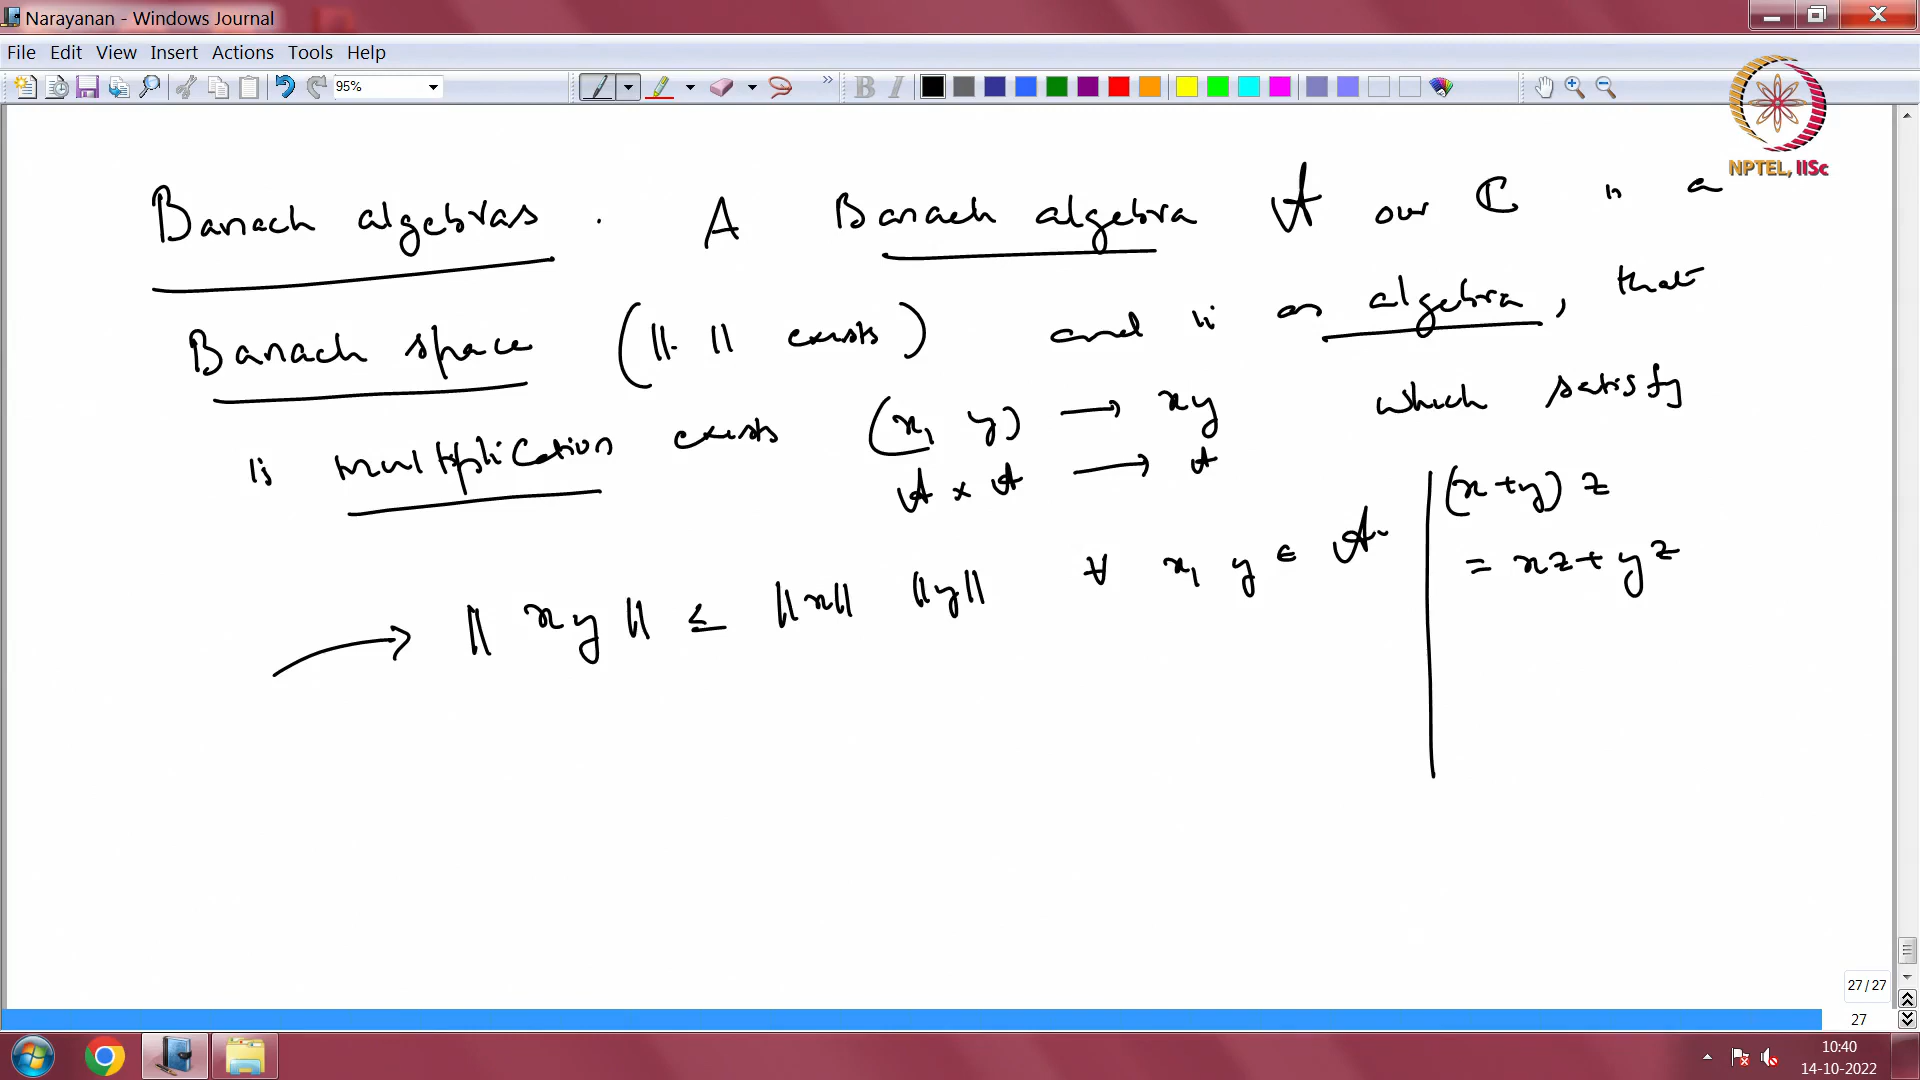 Narayanan - Windows Journal
File Edit View Insert Actions Tools Help
95%
NPTEL, IISc
Banach algebras. A Banach algebra A over ℂ is a
Banach space (‖·‖ exists) and is an algebra, that
is multiplication exists (x, y) → xy which satisfy
A × A → A
(x+y) z
= xz + yz
→ ‖xy‖ ≤ ‖x‖ ‖y‖ ∀ x, y ∈ A.
27/27
27
10:40
14-10-2022